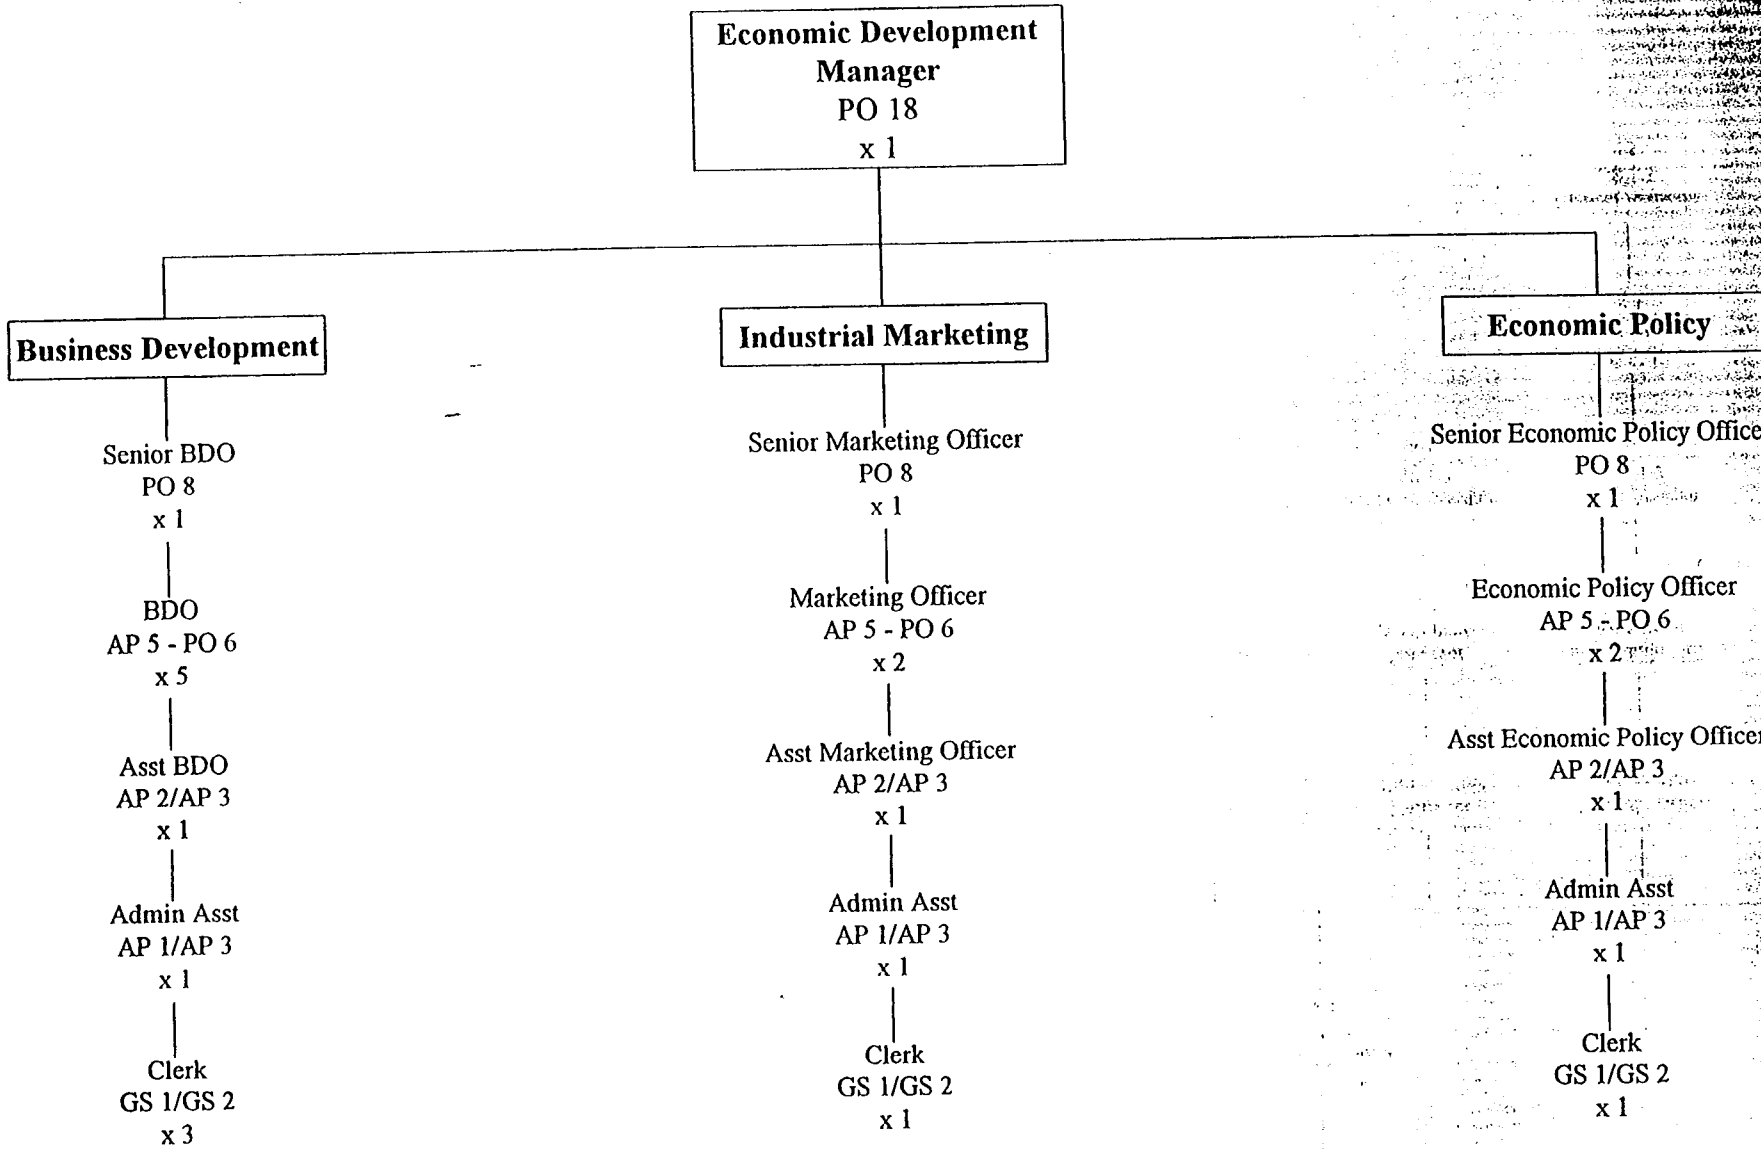 Economic Development
Manager
PO 18
x 1
Business Development
Senior BDO
PO 8
x 1
BDO
AP 5 - PO 6
x 5
Asst BDO
AP 2/AP 3
x 1
Admin Asst
AP 1/AP 3
x 1
Clerk
GS 1/GS 2
x 3
Industrial Marketing
Senior Marketing Officer
PO 8
x 1
Marketing Officer
AP 5 - PO 6
x 2
Asst Marketing Officer
AP 2/AP 3
x 1
Admin Asst
AP 1/AP 3
x 1
Clerk
GS 1/GS 2
x 1
Economic Policy
Senior Economic Policy Office
PO 8
x 1
Economic Policy Officer
AP 5 - PO 6
x 2
Asst Economic Policy Officer
AP 2/AP 3
x 1
Admin Asst
AP 1/AP 3
x 1
Clerk
GS 1/GS 2
x 1